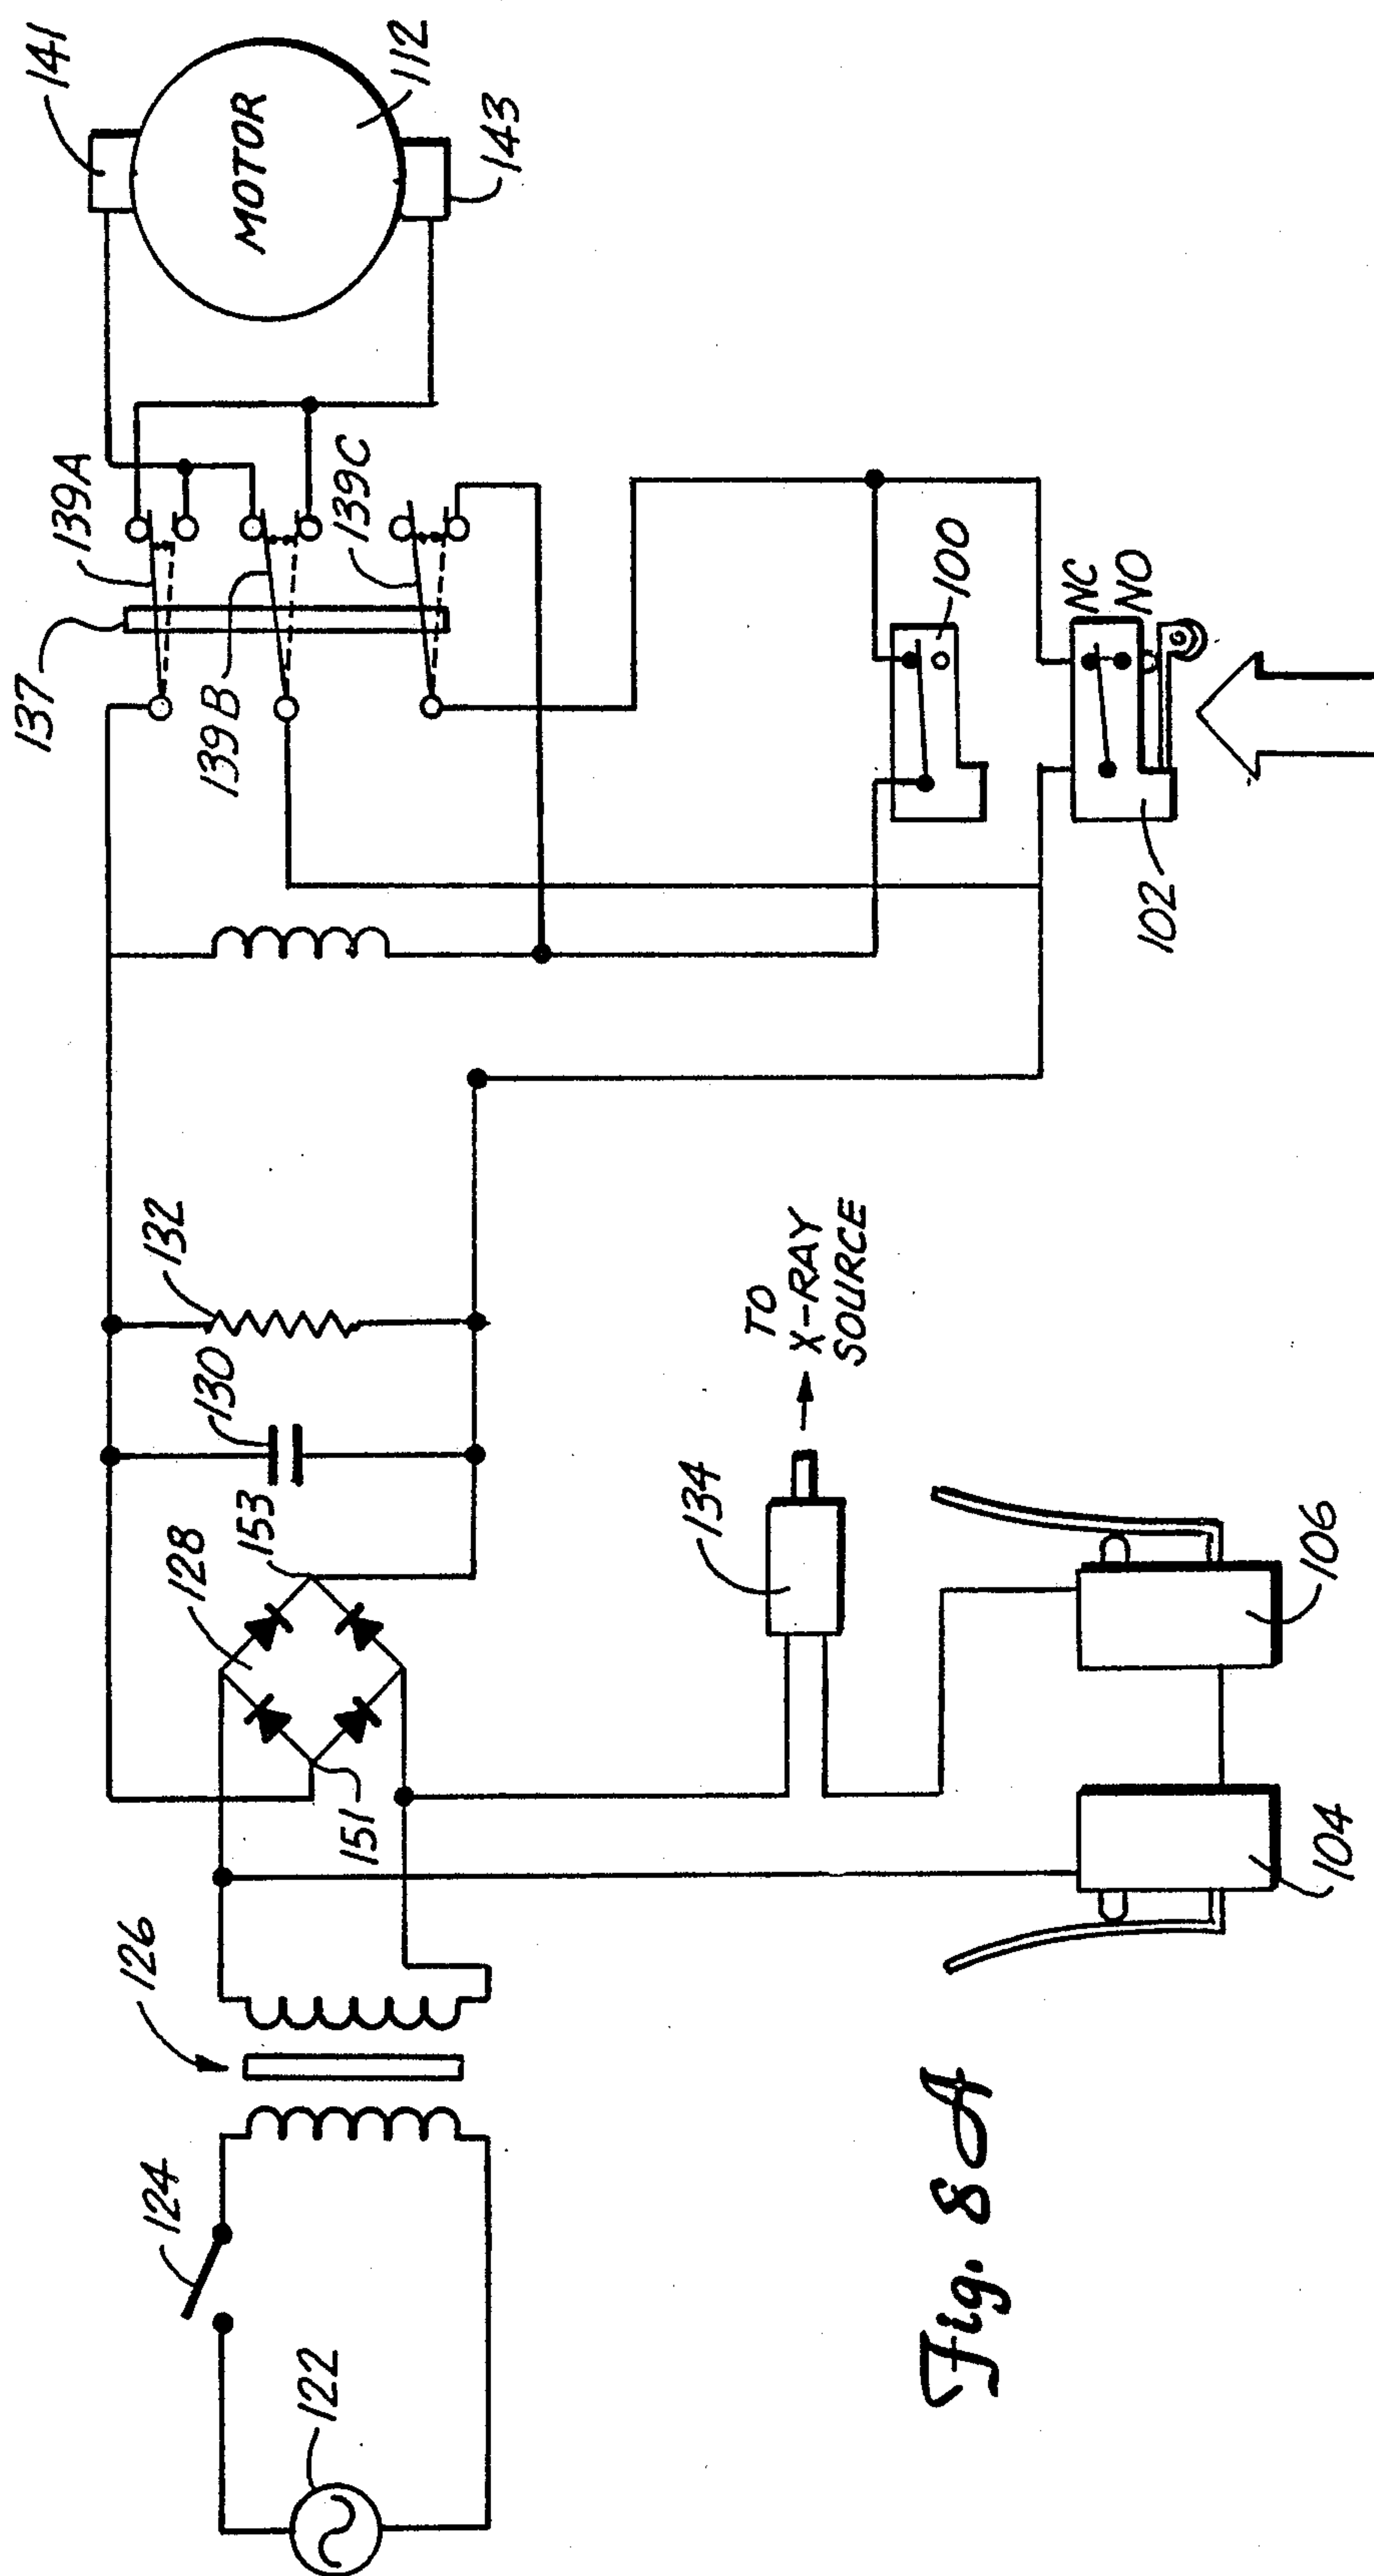 122
124
126
128
153
151
130
132
137
139A
139B
139C
141
MOTOR
112
143
134
TO
X-RAY
SOURCE
100
NC
NO
102
104
106
Fig. 8A